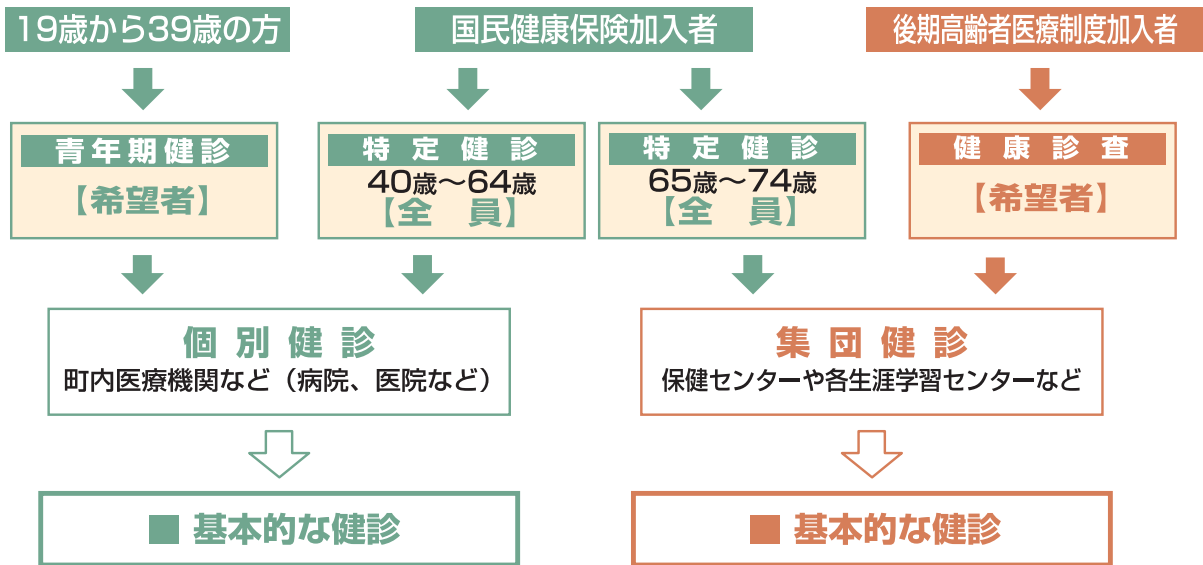 19歳から39歳の方
国民健康保険加入者
後期高齢者医療制度加入者
青年期健診
【希望者】
特定健診
40歳～64歳
【全 員】
特定健診
65歳～74歳
【全 員】
健康診査
【希望者】
個別健診
町内医療機関など（病院、医院など）
集団健診
保健センターや各生涯学習センターなど
■ 基本的な健診
■ 基本的な健診